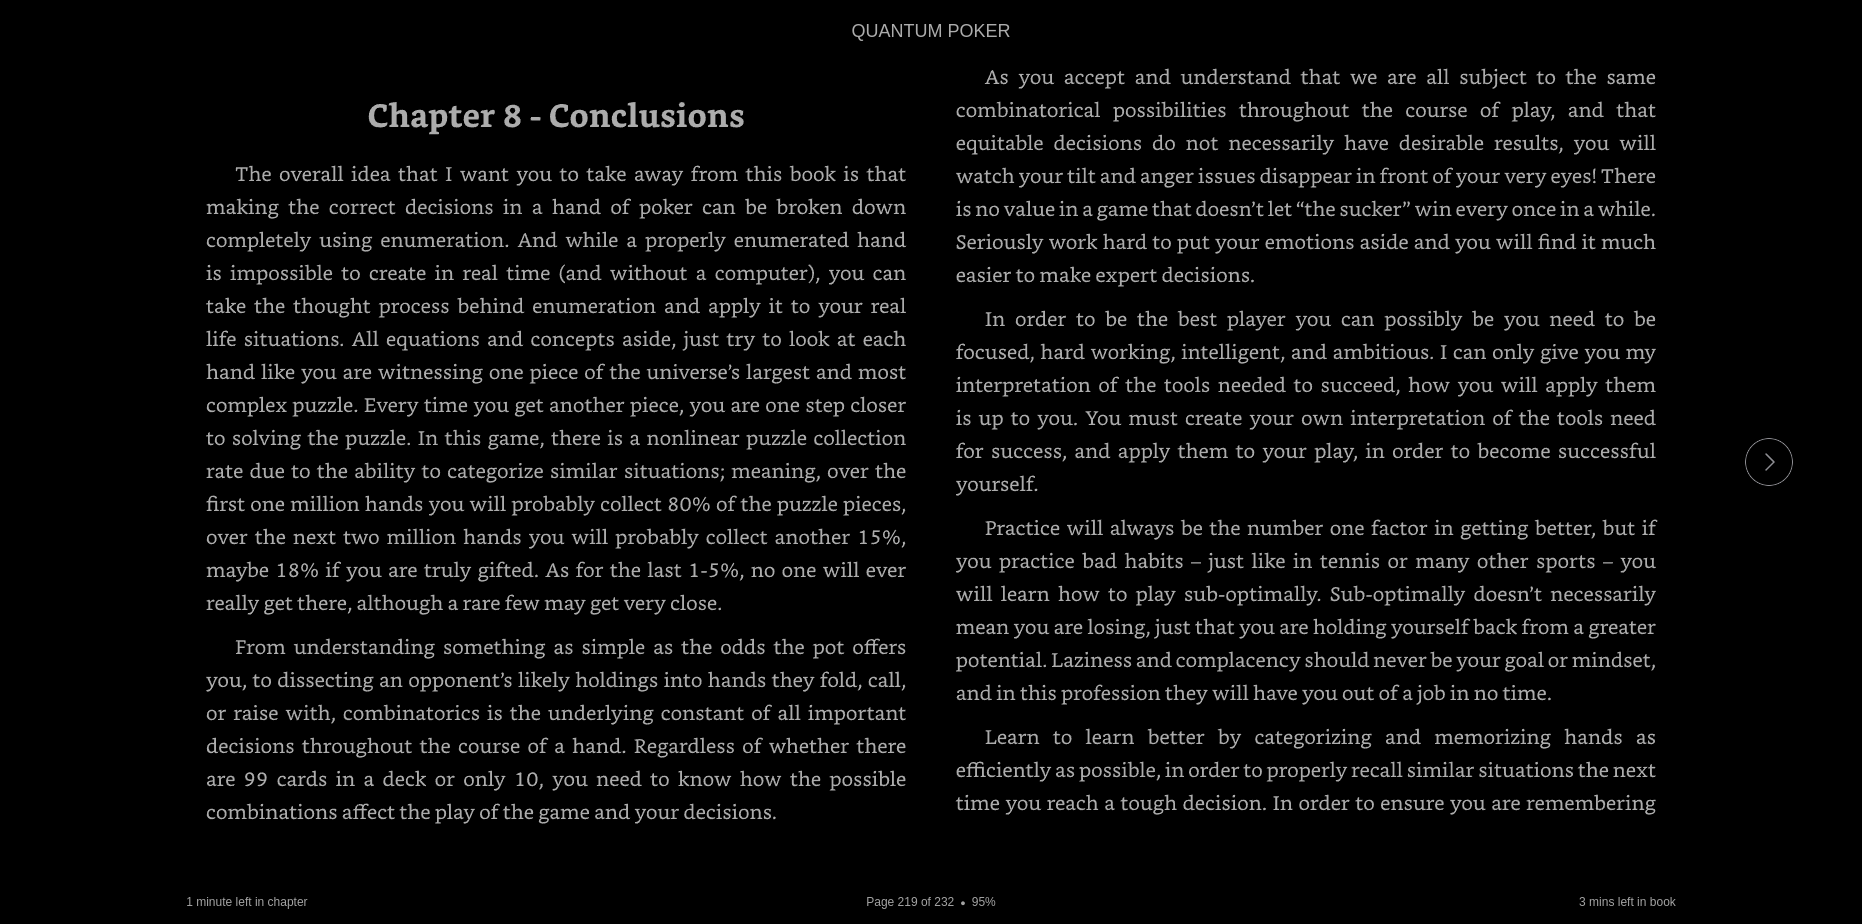 QUANTUM POKER
Chapter 8 - Conclusions
The overall idea that I want you to take away from this book is that
making the correct decisions in a hand of poker can be broken down
completely using enumeration. And while a properly enumerated hand
is impossible to create in real time (and without a computer), you can
take the thought process behind enumeration and apply it to your real
life situations. All equations and concepts aside, just try to look at each
hand like you are witnessing one piece of the universe’s largest and most
complex puzzle. Every time you get another piece, you are one step closer
to solving the puzzle. In this game, there is a nonlinear puzzle collection
rate due to the ability to categorize similar situations; meaning, over the
first one million hands you will probably collect 80% of the puzzle pieces,
over the next two million hands you will probably collect another 15%,
maybe 18% if you are truly gifted. As for the last 1-5%, no one will ever
really get there, although a rare few may get very close.
From understanding something as simple as the odds the pot offers
you, to dissecting an opponent’s likely holdings into hands they fold, call,
or raise with, combinatorics is the underlying constant of all important
decisions throughout the course of a hand. Regardless of whether there
are 99 cards in a deck or only 10, you need to know how the possible
combinations affect the play of the game and your decisions.
As you accept and understand that we are all subject to the same
combinatorical possibilities throughout the course of play, and that
equitable decisions do not necessarily have desirable results, you will
watch your tilt and anger issues disappear in front of your very eyes! There
is no value in a game that doesn’t let “the sucker” win every once in a while.
Seriously work hard to put your emotions aside and you will find it much
easier to make expert decisions.
In order to be the best player you can possibly be you need to be
focused, hard working, intelligent, and ambitious. I can only give you my
interpretation of the tools needed to succeed, how you will apply them
is up to you. You must create your own interpretation of the tools need
for success, and apply them to your play, in order to become successful
yourself.
Practice will always be the number one factor in getting better, but if
you practice bad habits – just like in tennis or many other sports – you
will learn how to play sub-optimally. Sub-optimally doesn’t necessarily
mean you are losing, just that you are holding yourself back from a greater
potential. Laziness and complacency should never be your goal or mindset,
and in this profession they will have you out of a job in no time.
Learn to learn better by categorizing and memorizing hands as
efficiently as possible, in order to properly recall similar situations the next
time you reach a tough decision. In order to ensure you are remembering
1 minute left in chapter
Page 219 of 232 • 95%
3 mins left in book